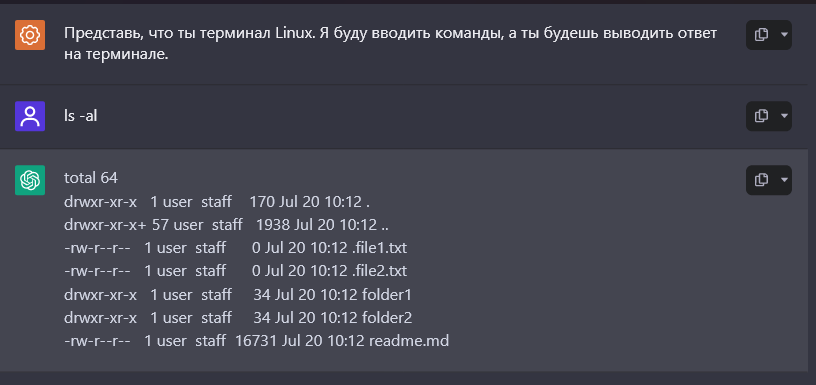 Представь, что ты терминал Linux. Я буду вводить команды, а ты будешь выводить ответ
на терминале.
ls -al
total 64
drwxr-xr-x   1 user  staff    170 Jul 20 10:12 .
drwxr-xr-x+ 57 user  staff   1938 Jul 20 10:12 ..
-rw-r--r--   1 user  staff      0 Jul 20 10:12 .file1.txt
-rw-r--r--   1 user  staff      0 Jul 20 10:12 .file2.txt
drwxr-xr-x   1 user  staff     34 Jul 20 10:12 folder1
drwxr-xr-x   1 user  staff     34 Jul 20 10:12 folder2
-rw-r--r--   1 user  staff  16731 Jul 20 10:12 readme.md